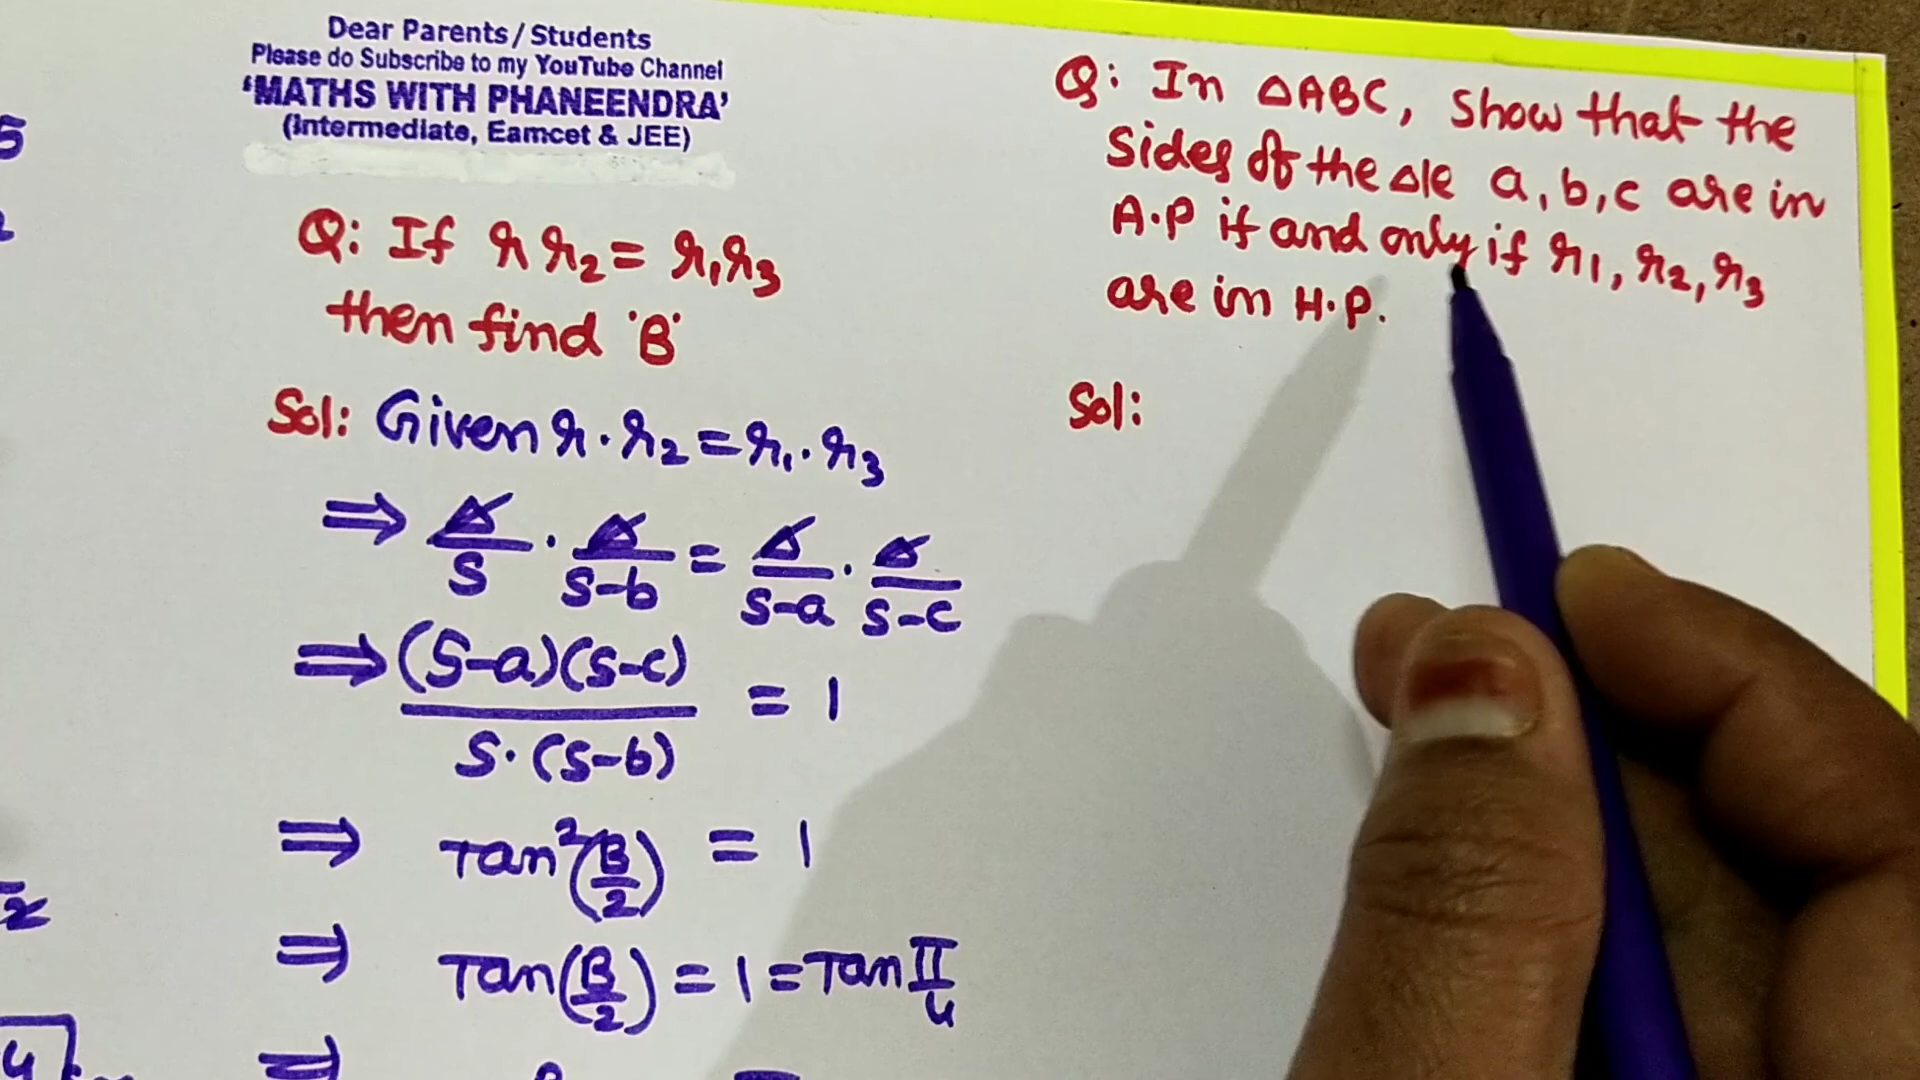 Dear Parents / Students
Please do Subscribe to my YouTube Channel
'MATHS WITH PHANEENDRA'
(Intermediate, Eamcet & JEE)
Q: If r r₂ = r₁r₃
then find 'B'
Sol: Given r · r₂ = r₁ · r₃
⇒ Δ/S · Δ/S-b = Δ/S-a · Δ/S-c
⇒ (S-a)(S-c)/S·(S-b) = 1
⇒ Tan²(B/2) = 1
⇒ Tan(B/2) = 1 = Tan π/4
⇒
Q: In ΔABC, Show that the
Sides of the Δle a, b, c are in
A.P if and only if r₁, r₂, r₃
are in H.P.
Sol: